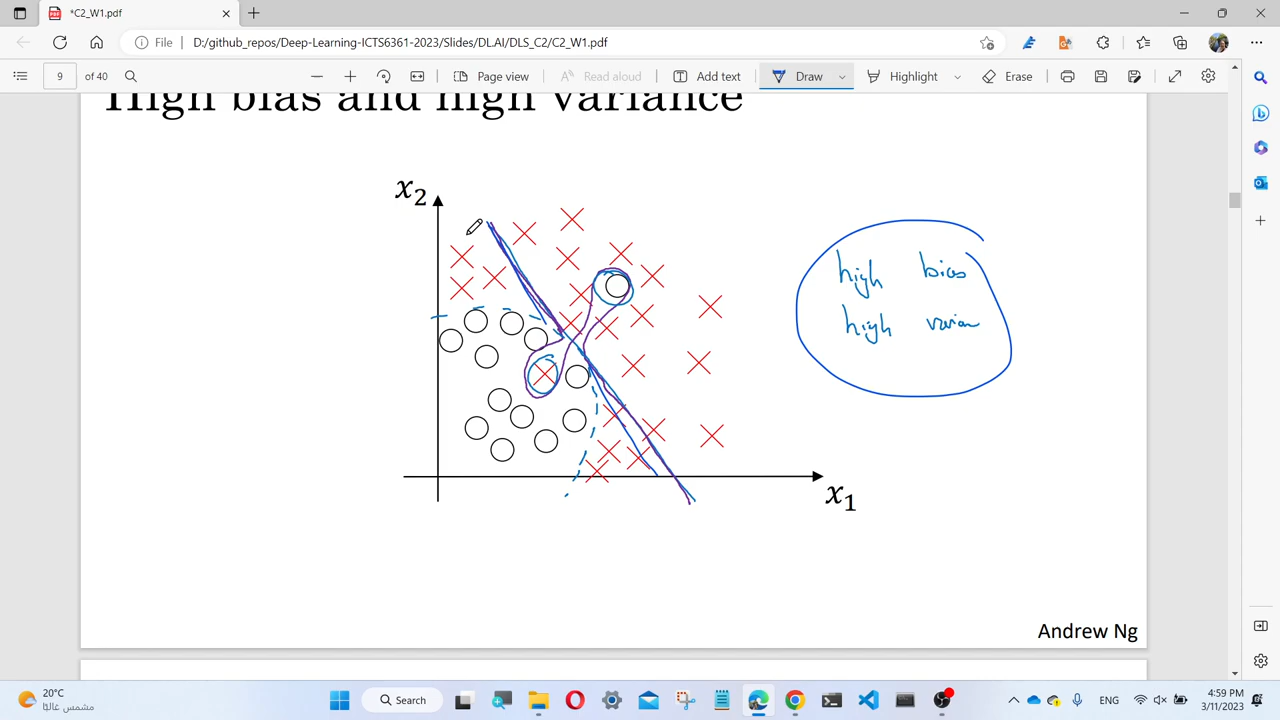 *C2_W1.pdf
File
D:/github_repos/Deep-Learning-ICTS6361-2023/Slides/DL.AI/DLS_C2/C2_W1.pdf
9 of 40
Page view
Read aloud
Add text
Draw
Highlight
Erase
High bias and high variance
x₂
high bias
high varian
x₁
Andrew Ng
20°C
مشمس غالبًا
Search
ENG
4:59 PM
3/11/2023